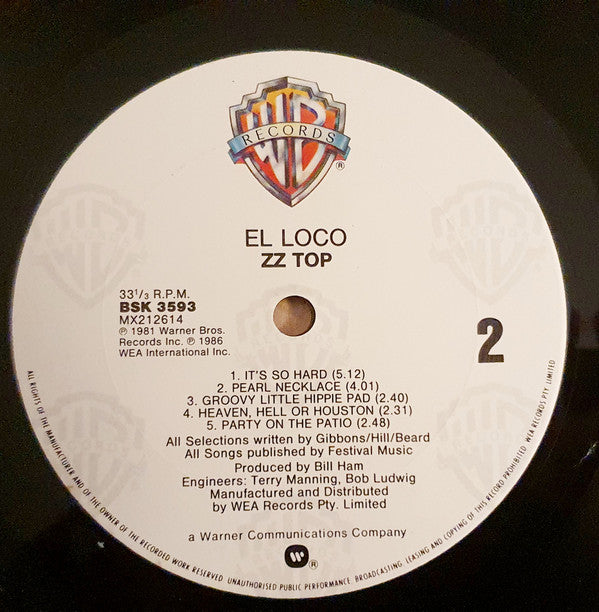 WB
RECORDS
®
EL LOCO
ZZ TOP
33 1/3 R.P.M.
BSK 3593
MX212614
℗ 1981 Warner Bros.
Records Inc. ℗ 1986
WEA International Inc.
2
1. IT'S SO HARD (5.12)
2. PEARL NECKLACE (4.01)
3. GROOVY LITTLE HIPPIE PAD (2.40)
4. HEAVEN, HELL OR HOUSTON (2.31)
5. PARTY ON THE PATIO (2.48)
All Selections written by Gibbons/Hill/Beard
All Songs published by Festival Music
Produced by Bill Ham
Engineers: Terry Manning, Bob Ludwig
Manufactured and Distributed
by WEA Records Pty. Limited
a Warner Communications Company
®
ALL RIGHTS OF THE MANUFACTURER AND OF THE OWNER OF THE RECORDED WORK RESERVED. UNAUTHORISED PUBLIC PERFORMANCE, BROADCASTING, LEASING AND COPYING OF THIS RECORD PROHIBITED. WEA RECORDS PTY. LIMITED